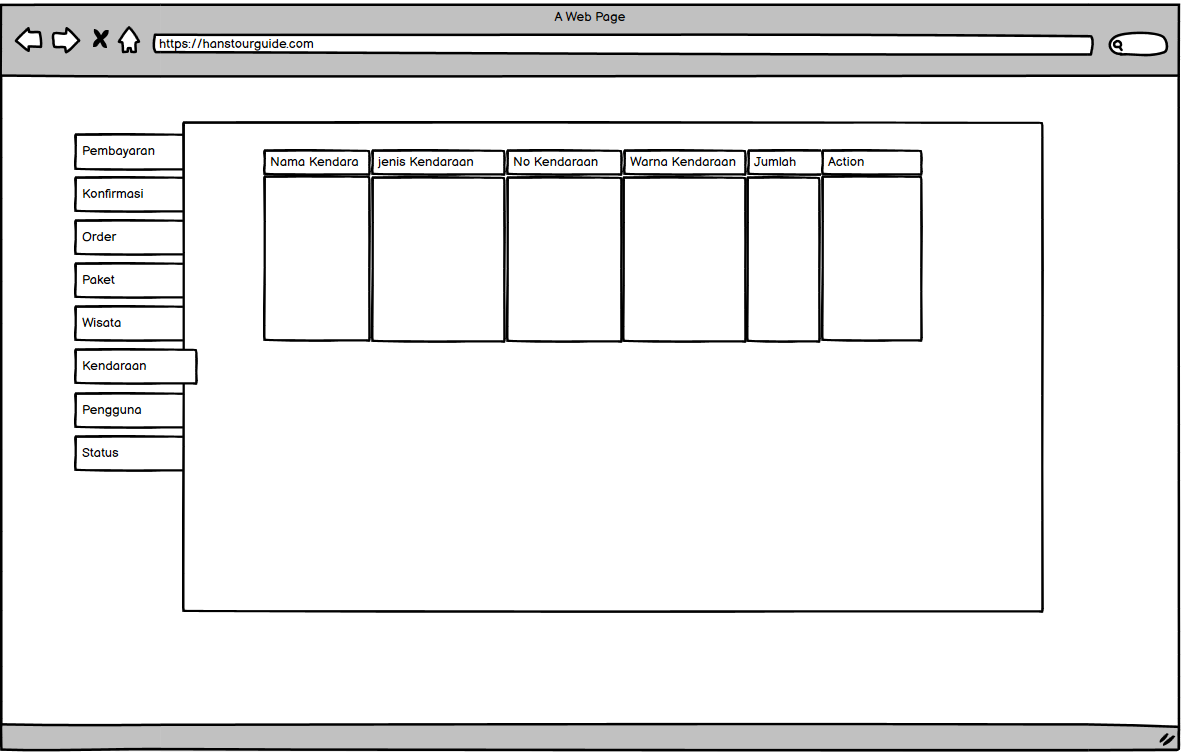 A Web Page
https://hanstourguide.com
Pembayaran
Konfirmasi
Order
Paket
Wisata
Kendaraan
Pengguna
Status
Nama Kendara jenis Kendaraan No Kendaraan Warna Kendaraan Jumlah Action